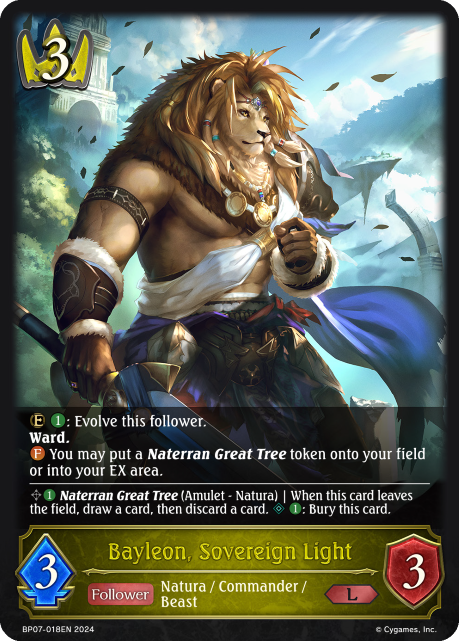 3
E 1: Evolve this follower.
Ward.
F You may put a Naterran Great Tree token onto your field
or into your EX area.
1 Naterran Great Tree (Amulet - Natura) | When this card leaves
the field, draw a card, then discard a card. 1: Bury this card.
Bayleon, Sovereign Light
3
Follower
Natura / Commander /
Beast
L
3
BP07-018EN 2024
© Cygames, Inc.